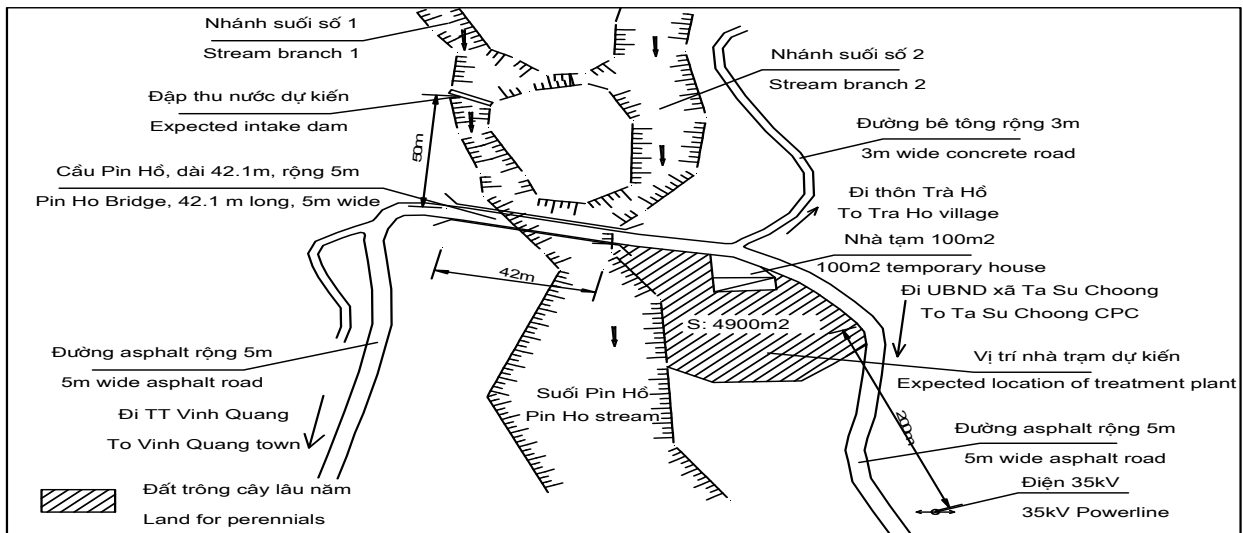 Nhánh suối số 1
Stream branch 1
Nhánh suối số 2
Stream branch 2
Đập thu nước dự kiến
Expected intake dam
50m
Đường bê tông rộng 3m
3m wide concrete road
Cầu Pìn Hồ, dài 42.1m, rộng 5m
Pin Ho Bridge, 42.1 m long, 5m wide
Đi thôn Trà Hồ
To Tra Ho village
Nhà tạm 100m2
100m2 temporary house
42m
Đi UBND xã Ta Su Choong
To Ta Su Choong CPC
S: 4900m2
Đường asphalt rộng 5m
5m wide asphalt road
Vị trí nhà trạm dự kiến
Expected location of treatment plant
Suối Pìn Hồ
Pin Ho stream
Đi TT Vinh Quang
To Vinh Quang town
200m
Đường asphalt rộng 5m
5m wide asphalt road
Đất trông cây lâu năm
Land for perennials
Điện 35kV
35kV Powerline